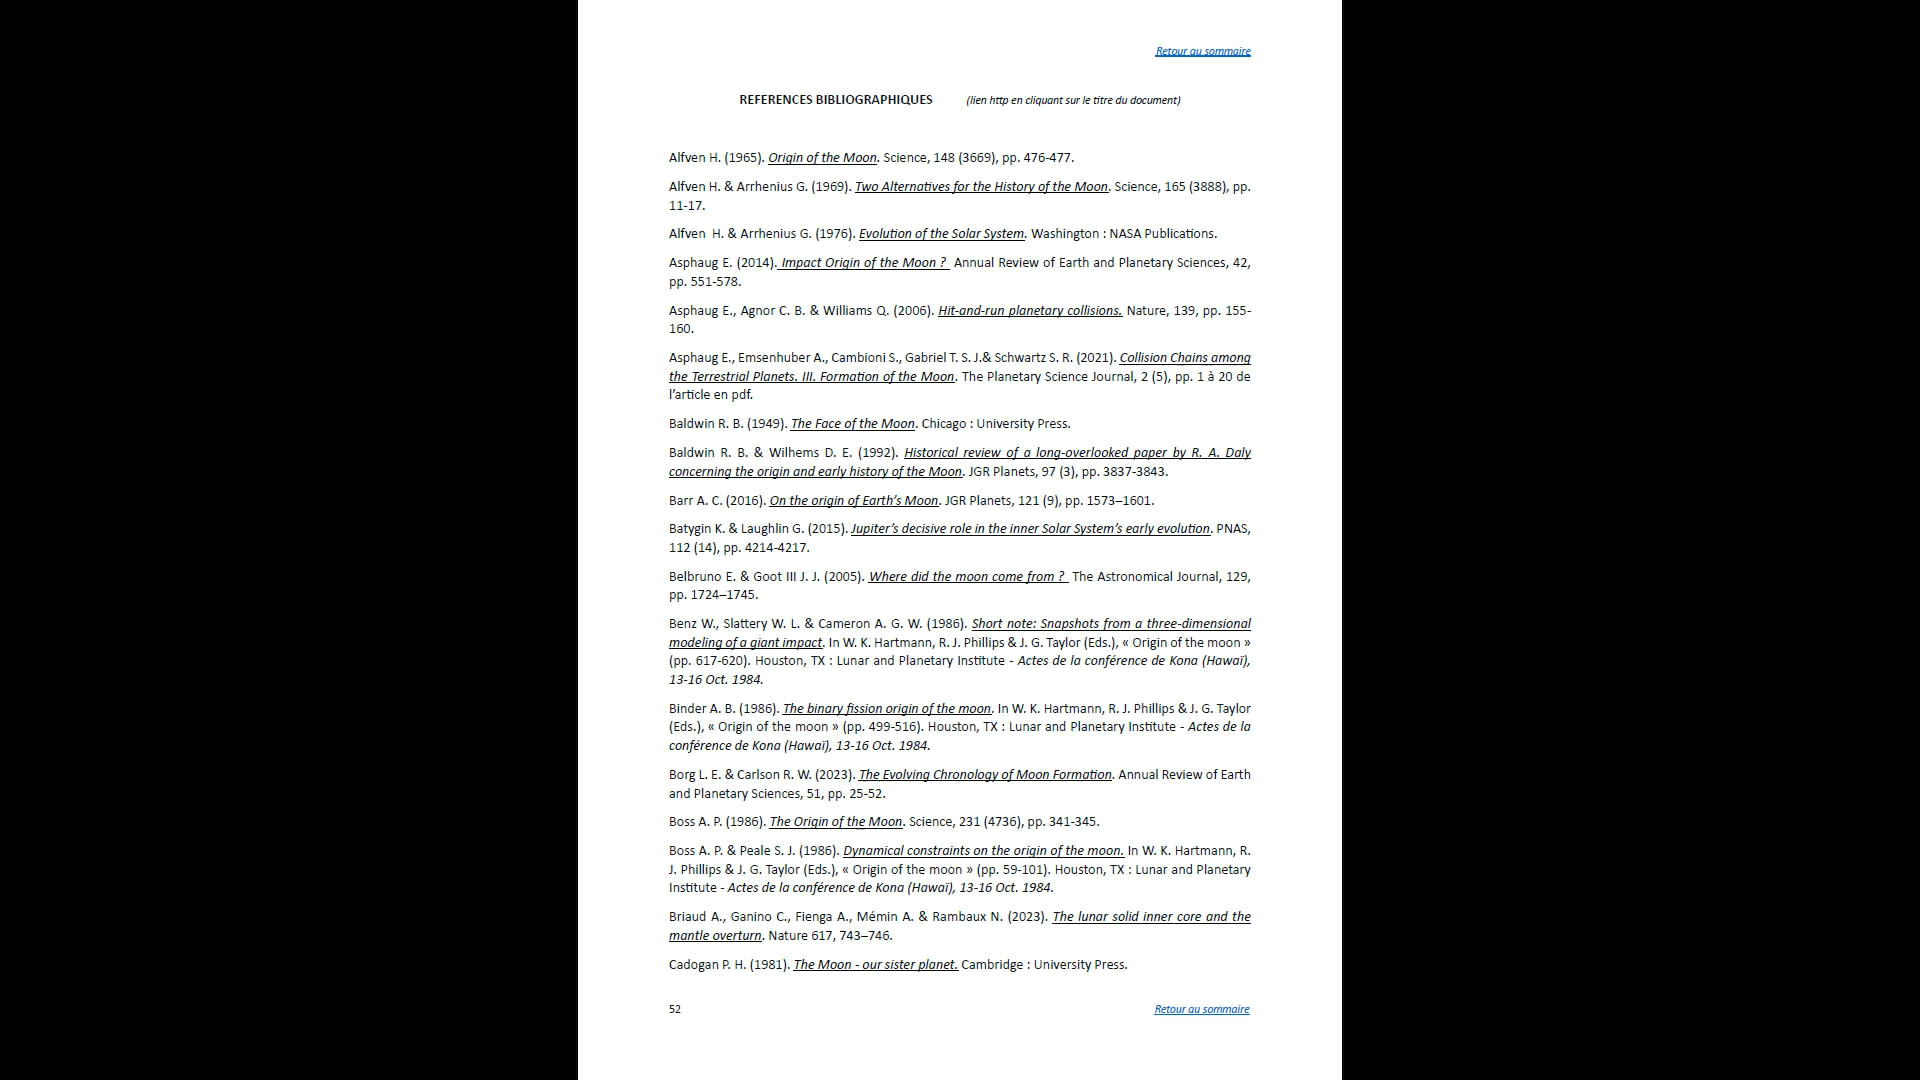 Retour au sommaire
REFERENCES BIBLIOGRAPHIQUES (lien http en cliquant sur le titre du document)
Alfven H. (1965). Origin of the Moon. Science, 148 (3669), pp. 476-477.
Alfven H. & Arrhenius G. (1969). Two Alternatives for the History of the Moon. Science, 165 (3888), pp.
11-17.
Alfven  H. & Arrhenius G. (1976). Evolution of the Solar System. Washington : NASA Publications.
Asphaug E. (2014). Impact Origin of the Moon ?  Annual Review of Earth and Planetary Sciences, 42,
pp. 551-578.
Asphaug E., Agnor C. B. & Williams Q. (2006). Hit-and-run planetary collisions. Nature, 139, pp. 155-
160.
Asphaug E., Emsenhuber A., Cambioni S., Gabriel T. S. J.& Schwartz S. R. (2021). Collision Chains among
the Terrestrial Planets. III. Formation of the Moon. The Planetary Science Journal, 2 (5), pp. 1 à 20 de
l’article en pdf.
Baldwin R. B. (1949). The Face of the Moon. Chicago : University Press.
Baldwin R. B. & Wilhems D. E. (1992). Historical review of a long-overlooked paper by R. A. Daly
concerning the origin and early history of the Moon. JGR Planets, 97 (3), pp. 3837-3843.
Barr A. C. (2016). On the origin of Earth’s Moon. JGR Planets, 121 (9), pp. 1573–1601.
Batygin K. & Laughlin G. (2015). Jupiter’s decisive role in the inner Solar System’s early evolution. PNAS,
112 (14), pp. 4214-4217.
Belbruno E. & Goot III J. J. (2005). Where did the moon come from ?  The Astronomical Journal, 129,
pp. 1724–1745.
Benz W., Slattery W. L. & Cameron A. G. W. (1986). Short note: Snapshots from a three-dimensional
modeling of a giant impact. In W. K. Hartmann, R. J. Phillips & J. G. Taylor (Eds.), « Origin of the moon »
(pp. 617-620). Houston, TX : Lunar and Planetary Institute - Actes de la conférence de Kona (Hawaï),
13-16 Oct. 1984.
Binder A. B. (1986). The binary fission origin of the moon. In W. K. Hartmann, R. J. Phillips & J. G. Taylor
(Eds.), « Origin of the moon » (pp. 499-516). Houston, TX : Lunar and Planetary Institute - Actes de la
conférence de Kona (Hawaï), 13-16 Oct. 1984.
Borg L. E. & Carlson R. W. (2023). The Evolving Chronology of Moon Formation. Annual Review of Earth
and Planetary Sciences, 51, pp. 25-52.
Boss A. P. (1986). The Origin of the Moon. Science, 231 (4736), pp. 341-345.
Boss A. P. & Peale S. J. (1986). Dynamical constraints on the origin of the moon. In W. K. Hartmann, R.
J. Phillips & J. G. Taylor (Eds.), « Origin of the moon » (pp. 59-101). Houston, TX : Lunar and Planetary
Institute - Actes de la conférence de Kona (Hawaï), 13-16 Oct. 1984.
Briaud A., Ganino C., Fienga A., Mémin A. & Rambaux N. (2023). The lunar solid inner core and the
mantle overturn. Nature 617, 743–746.
Cadogan P. H. (1981). The Moon - our sister planet. Cambridge : University Press.
52
Retour au sommaire